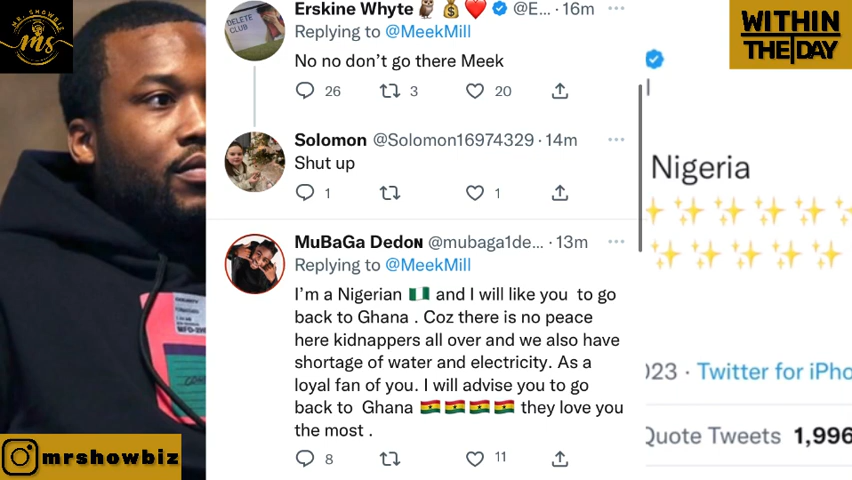 MR. SHOWBIZ
MS
WITHIN
THE DAY
DELETE
CLUB
Erskine Whyte 🦉 💰 ❤️ @E... · 16m
Replying to @MeekMill
No no don't go there Meek
26 3 20
Solomon @Solomon16974329 · 14m
Shut up
1 1
MuBaGa Dedoɴ @mubaga1de... · 13m
Replying to @MeekMill
I'm a Nigerian 🇳🇬 and I will like you to go
back to Ghana . Coz there is no peace
here kidnappers all over and we also have
shortage of water and electricity. As a
loyal fan of you. I will advise you to go
back to Ghana 🇬🇭🇬🇭🇬🇭🇬🇭 they love you
the most .
8 11
Nigeria
✨✨✨✨✨
✨✨✨✨✨
023 · Twitter for iPho
Quote Tweets 1,996
mrshowbiz